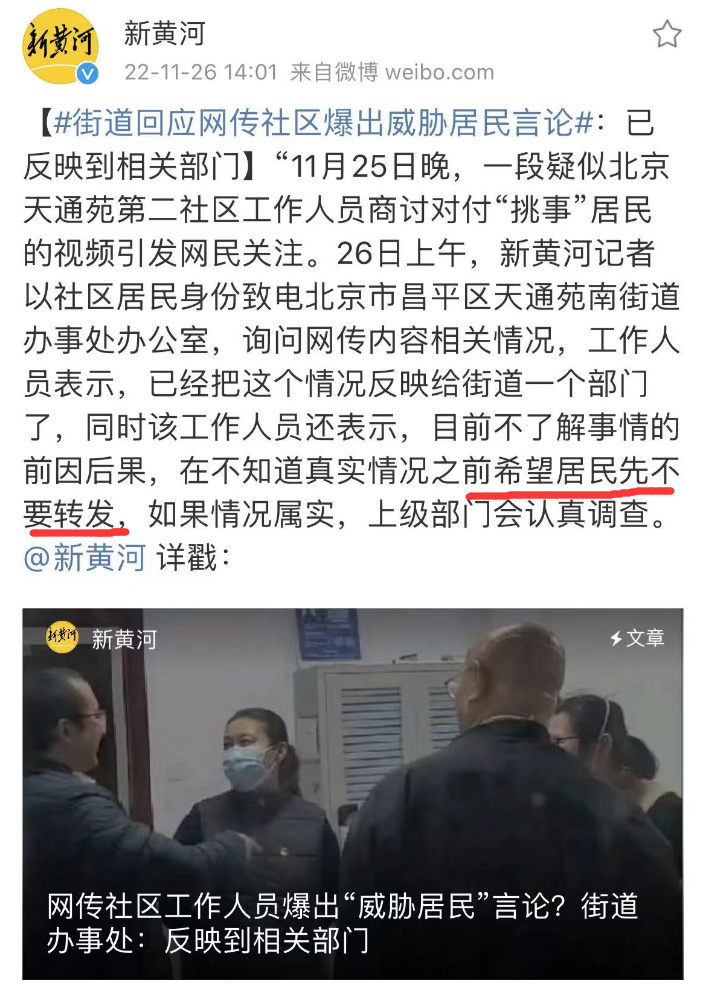 新黄河
新黄河
22-11-26 14:01 来自微博 weibo.com
【#街道回应网传社区爆出威胁居民言论#：已
反映到相关部门】“11月25日晚，一段疑似北京
天通苑第二社区工作人员商讨对付“挑事”居民
的视频引发网民关注。26日上午，新黄河记者
以社区居民身份致电北京市昌平区天通苑南街道
办事处办公室，询问网传内容相关情况，工作人
员表示，已经把这个情况反映给街道一个部门
了，同时该工作人员还表示，目前不了解事情的
前因后果，在不知道真实情况之前希望居民先不
要转发，如果情况属实，上级部门会认真调查。
@新黄河 详戳：
新黄河
新黄河
文章
网传社区工作人员爆出“威胁居民”言论？街道
办事处：反映到相关部门